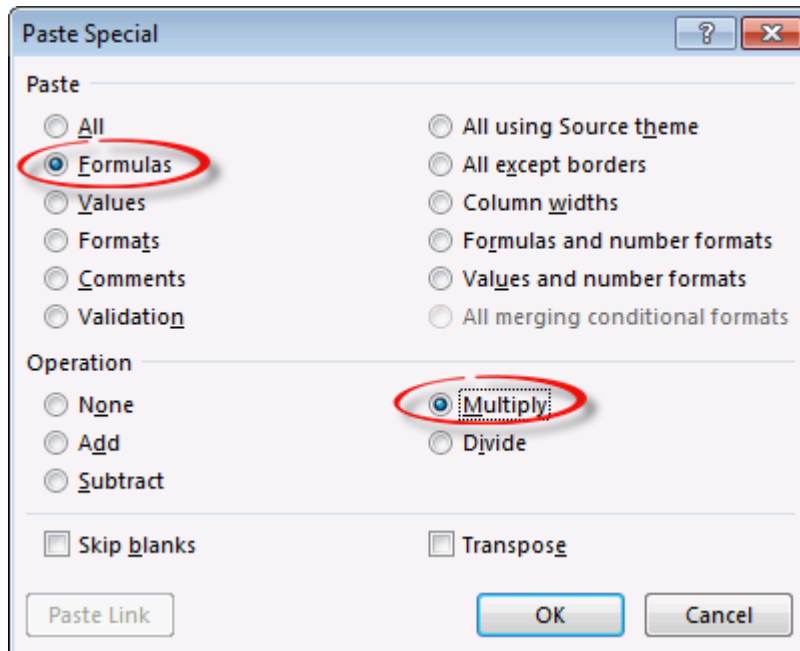 Paste Special
Paste
All
All using Source theme
Formulas
All except borders
Values
Column widths
Formats
Formulas and number formats
Comments
Values and number formats
Validation
All merging conditional formats
Operation
None
Multiply
Add
Divide
Subtract
Skip blanks
Transpose
Paste Link
OK
Cancel